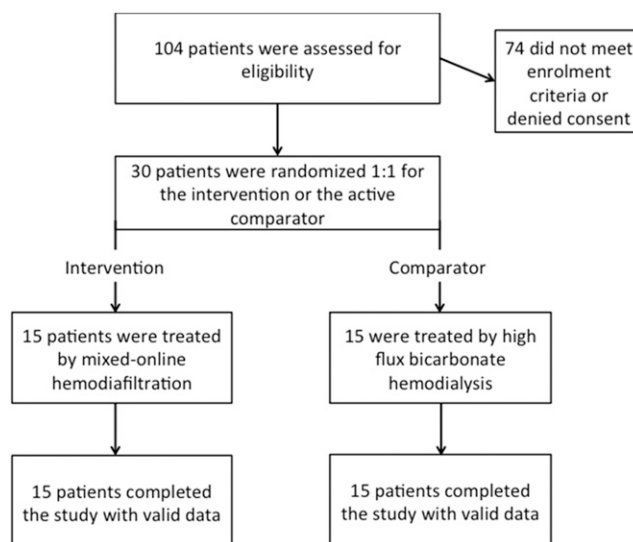 104 patients were assessed for
eligibility
74 did not meet
enrolment
criteria or
denied consent
30 patients were randomized 1:1 for
the intervention or the active
comparator
Intervention
Comparator
15 patients were treated
by mixed-online
hemodiafiltration
15 were treated by high
flux bicarbonate
hemodialysis
15 patients completed
the study with valid data
15 patients completed
the study with valid data